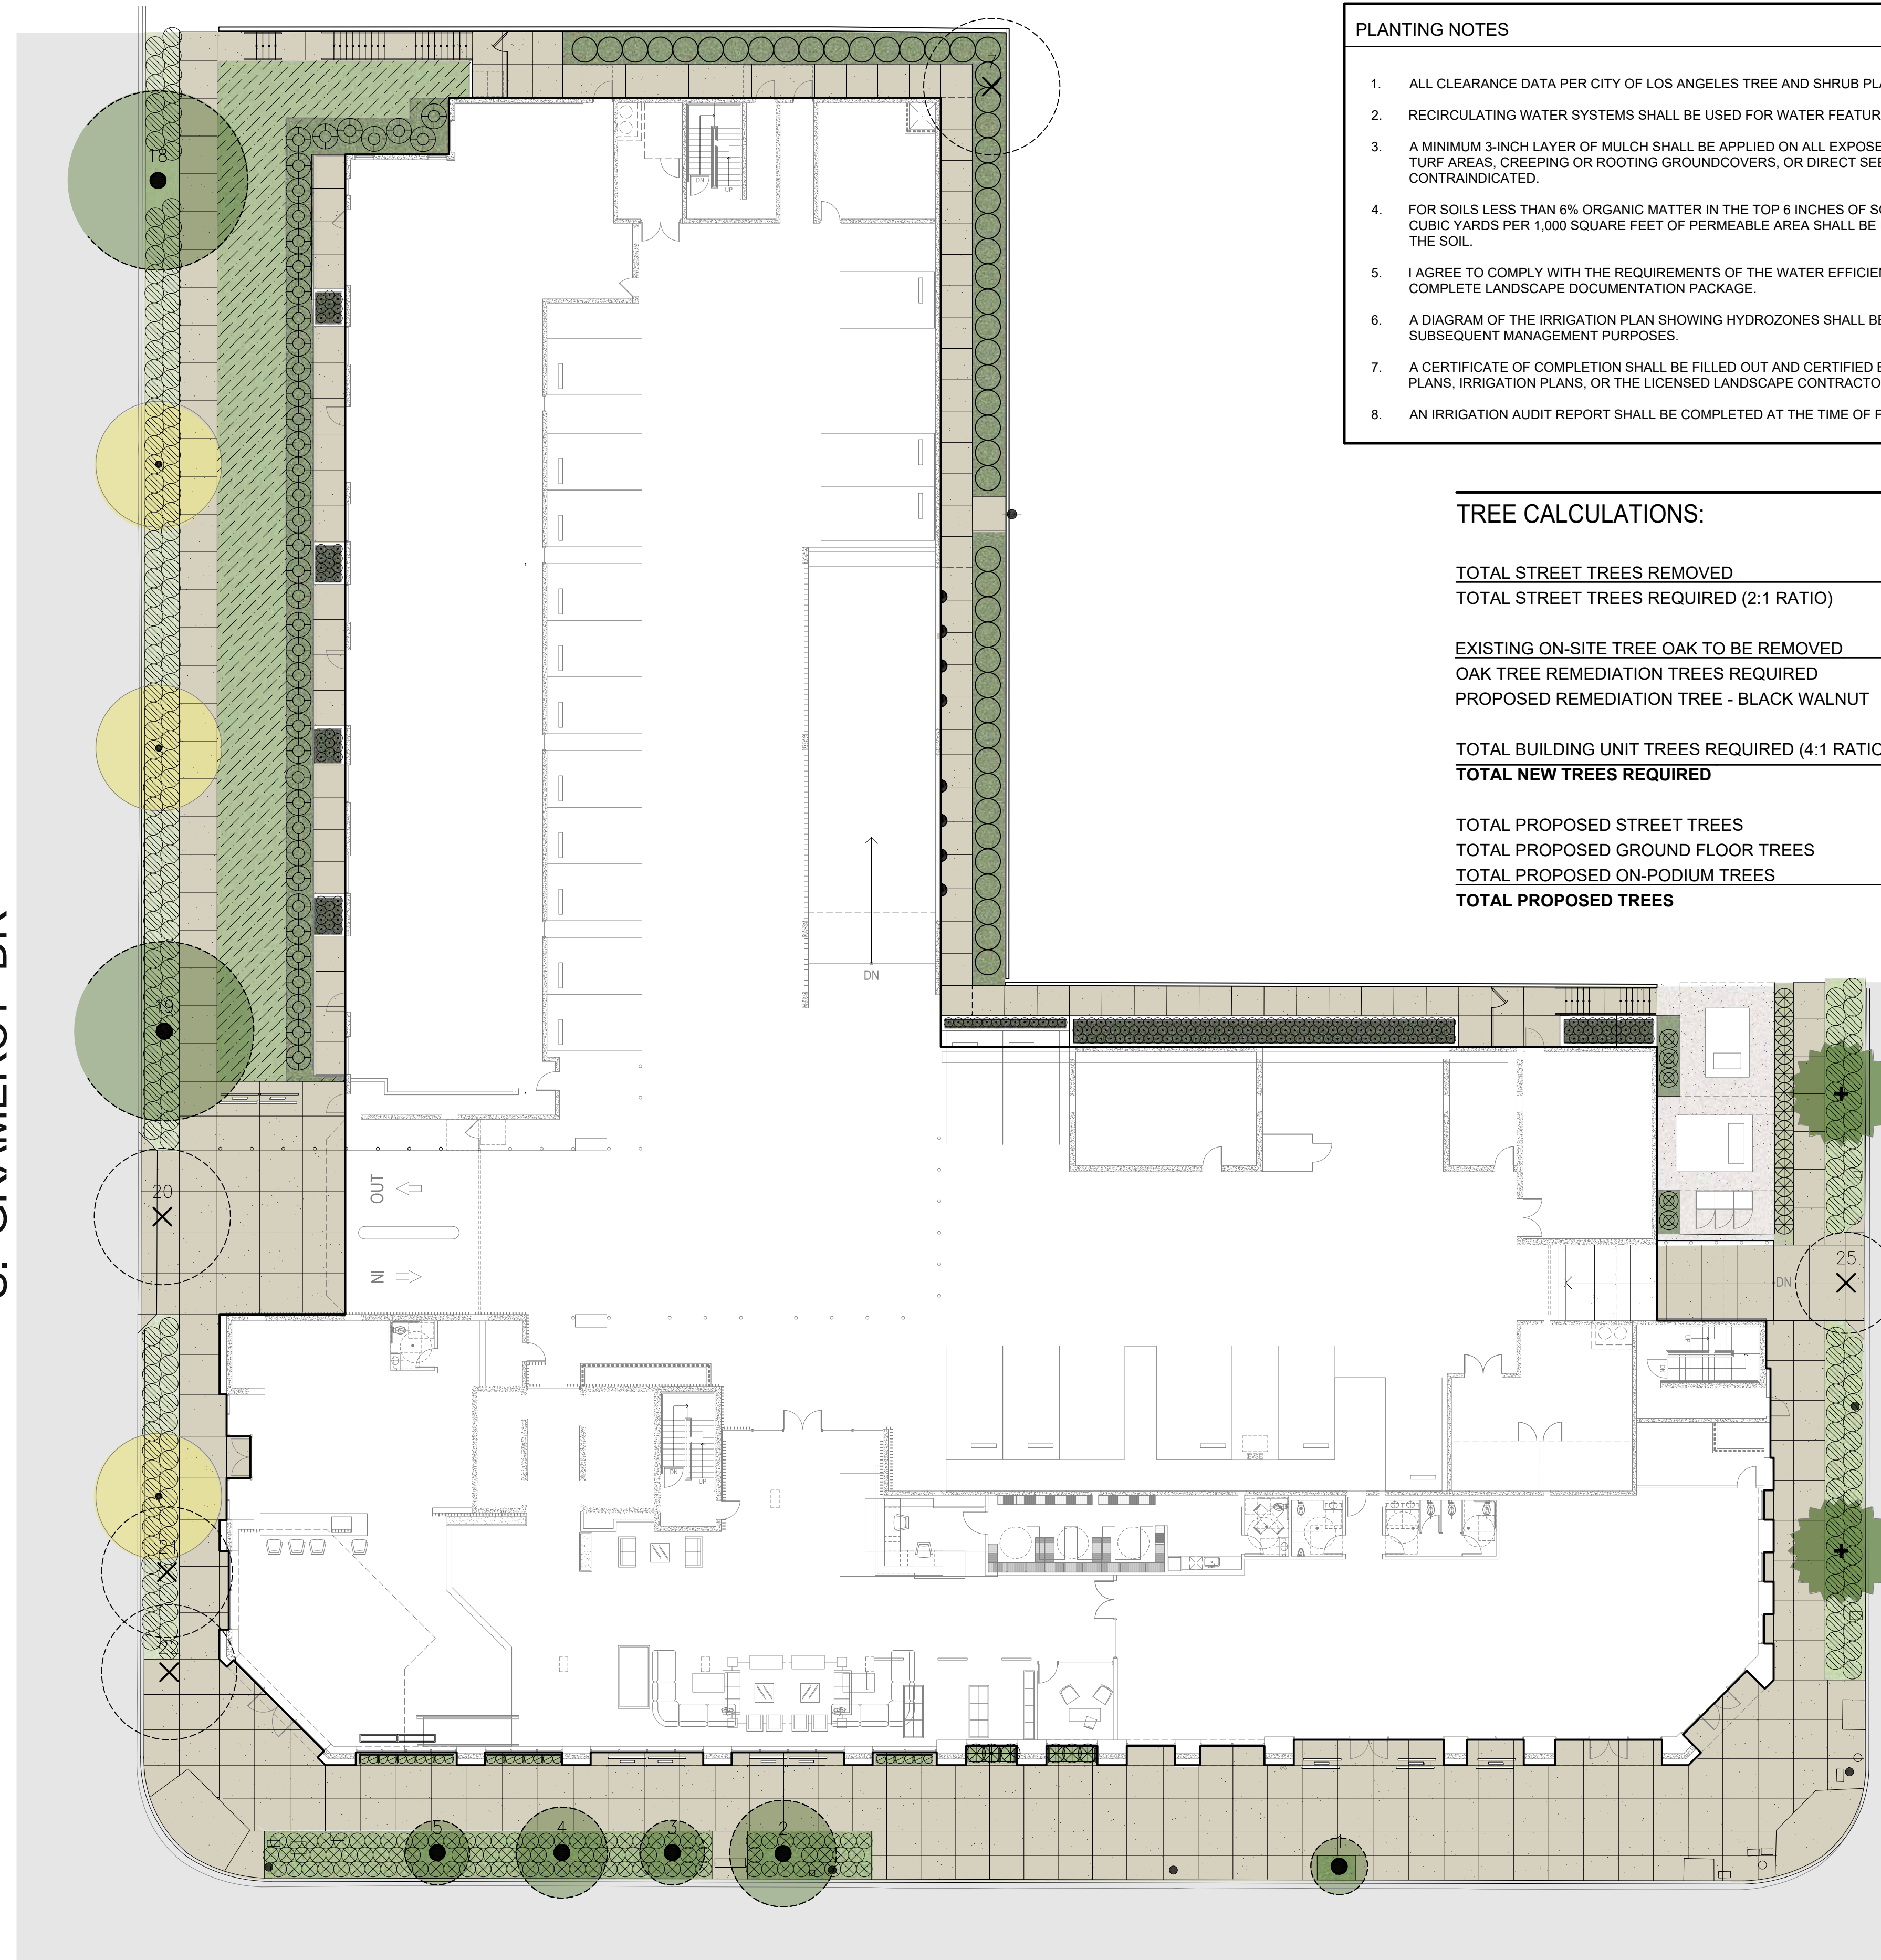 PLANTING NOTES
1. ALL CLEARANCE DATA PER CITY OF LOS ANGELES TREE AND SHRUB
2. RECIRCULATING WATER SYSTEMS SHALL BE USED FOR WATER
3. A MINIMUM 3-INCH LAYER OF MULCH SHALL BE APPLIED ON ALL
TURF AREAS, CREEPING OR ROOTING GROUNDCOVERS, OR DIRECT
CONTRAINDICATED.
4. FOR SOILS LESS THAN 6% ORGANIC MATTER IN THE TOP 6 INCHES OF
CUBIC YARDS PER 1,000 SQUARE FEET OF PERMEABLE AREA SHALL BE
THE SOIL.
5. I AGREE TO COMPLY WITH THE REQUIREMENTS OF THE WATER
COMPLETE LANDSCAPE DOCUMENTATION PACKAGE.
6. A DIAGRAM OF THE IRRIGATION PLAN SHOWING HYDROZONES SHALL
SUBSEQUENT MANAGEMENT PURPOSES.
7. A CERTIFICATE OF COMPLETION SHALL BE FILLED OUT AND CERTIFIED
PLANS, IRRIGATION PLANS, OR THE LICENSED LANDSCAPE
8. AN IRRIGATION AUDIT REPORT SHALL BE COMPLETED AT THE TIME OF
TREE CALCULATIONS:
TOTAL STREET TREES REMOVED
TOTAL STREET TREES REQUIRED (2:1 RATIO)
EXISTING ON-SITE TREE OAK TO BE REMOVED
OAK TREE REMEDIATION TREES REQUIRED
PROPOSED REMEDIATION TREE - BLACK WALNUT
TOTAL BUILDING UNIT TREES REQUIRED (4:1
TOTAL NEW TREES REQUIRED
TOTAL PROPOSED STREET TREES
TOTAL PROPOSED GROUND FLOOR TREES
TOTAL PROPOSED ON-PODIUM TREES
TOTAL PROPOSED TREES
18
DN
UP
DN
19
20
OUT
IN
25
DN
DN
UP
21
22
5
4
3
2
1